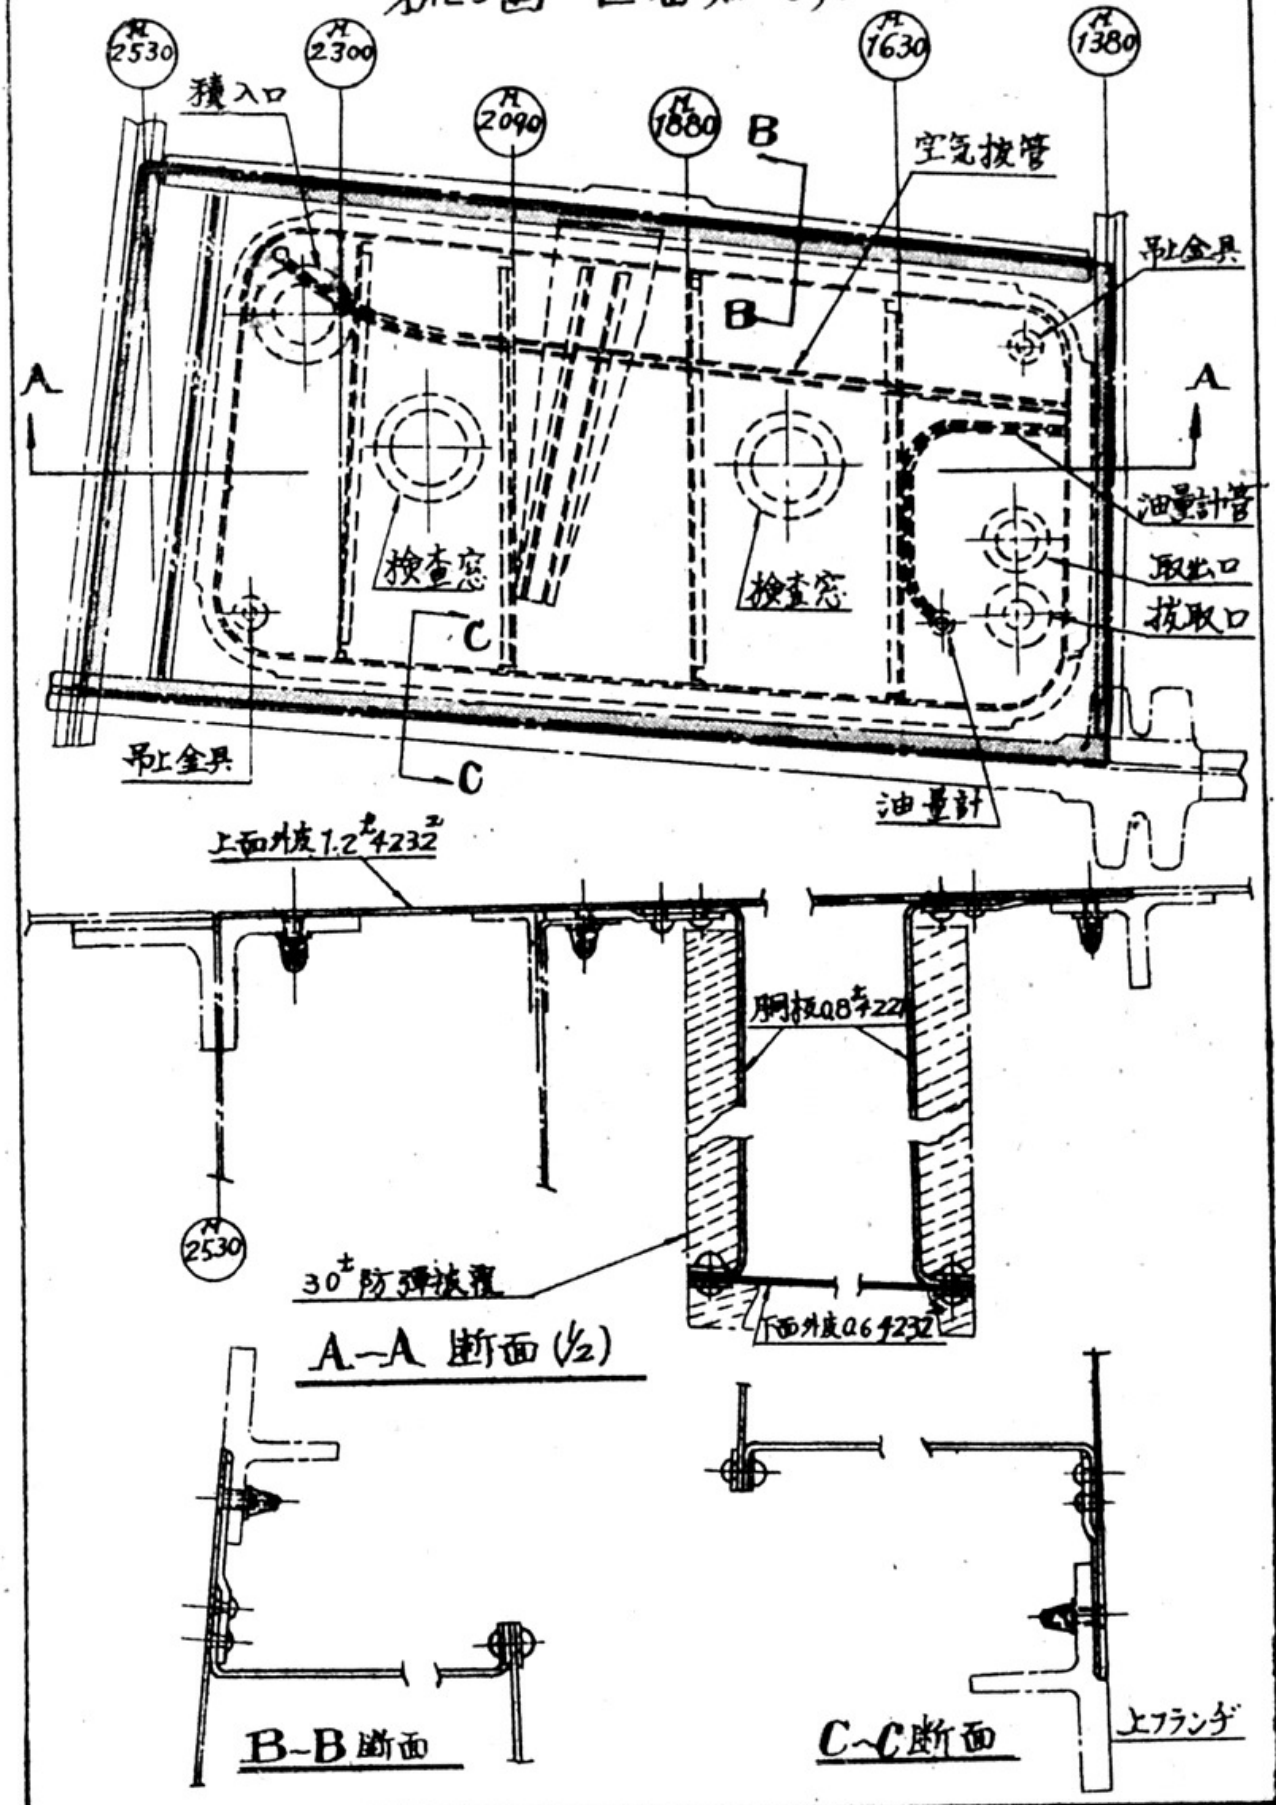 M
2530
M
2300
M
1630
M
1380
M
2090
M
1880
積入口
B
空気抜管
吊上金具
B
A
A
油量計管
検査窓
検査窓
取出口
抜取口
C
吊上金具
C
油量計
上面外皮1.2± 4232
胴板0.8±422
M
2530
30±防弾被覆
下面外皮0.6 4232
A~A 断面(1/2)
B~B 断面
C~C 断面
上フランヂ